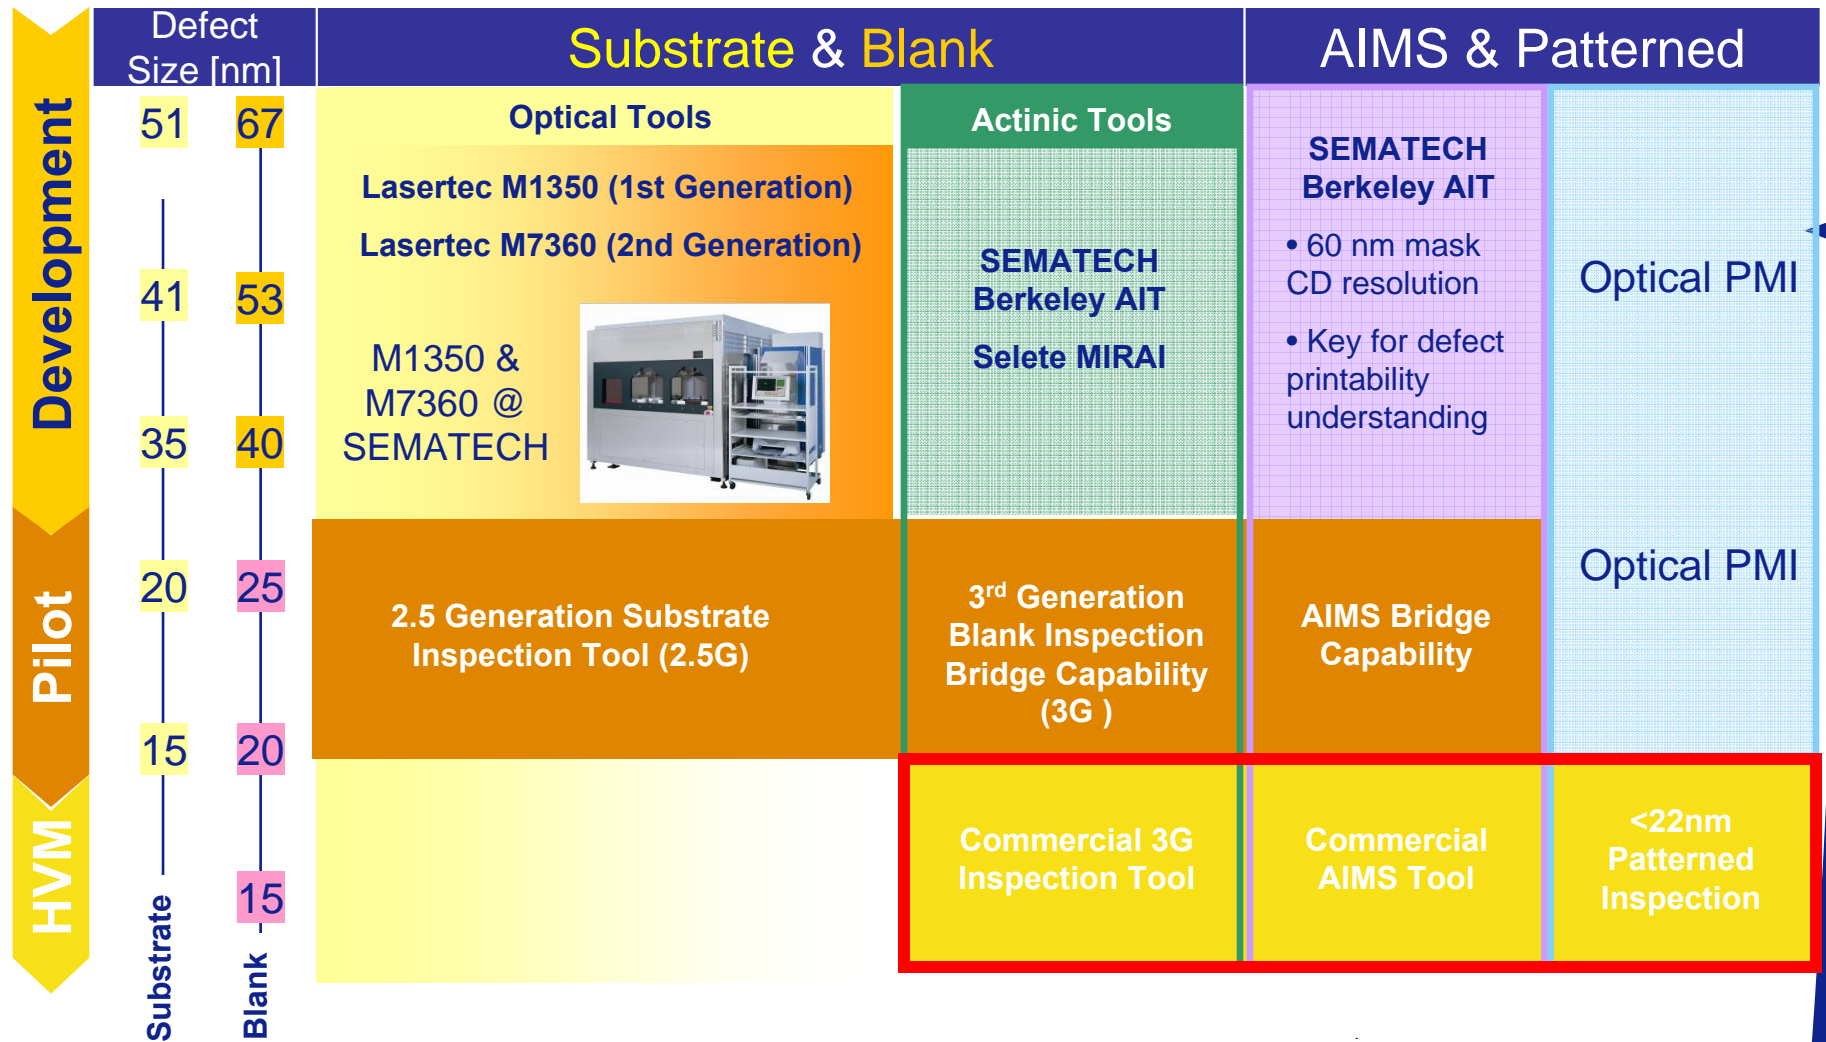 Defect
Size [nm]
Substrate & Blank
AIMS & Patterned
Development
Pilot
HVM
51
67
41
53
35
40
20
25
15
20
15
Substrate
Blank
Optical Tools
Lasertec M1350 (1st Generation)
Lasertec M7360 (2nd Generation)
M1350 &
M7360 @
SEMATECH
Actinic Tools
SEMATECH
Berkeley AIT
Selete MIRAI
SEMATECH
Berkeley AIT
• 60 nm mask
CD resolution
• Key for defect
printability
understanding
Optical PMI
Optical PMI
2.5 Generation Substrate
Inspection Tool (2.5G)
3rd Generation
Blank Inspection
Bridge Capability
(3G )
AIMS Bridge
Capability
Commercial 3G
Inspection Tool
Commercial
AIMS Tool
<22nm
Patterned
Inspection